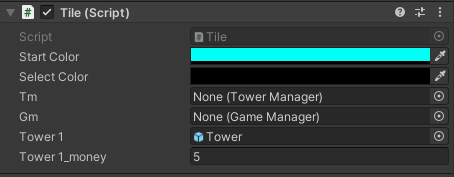 Tile (Script)
Script Tile
Start Color
Select Color
Tm None (Tower Manager)
Gm None (Game Manager)
Tower 1 Tower
Tower 1_money 5